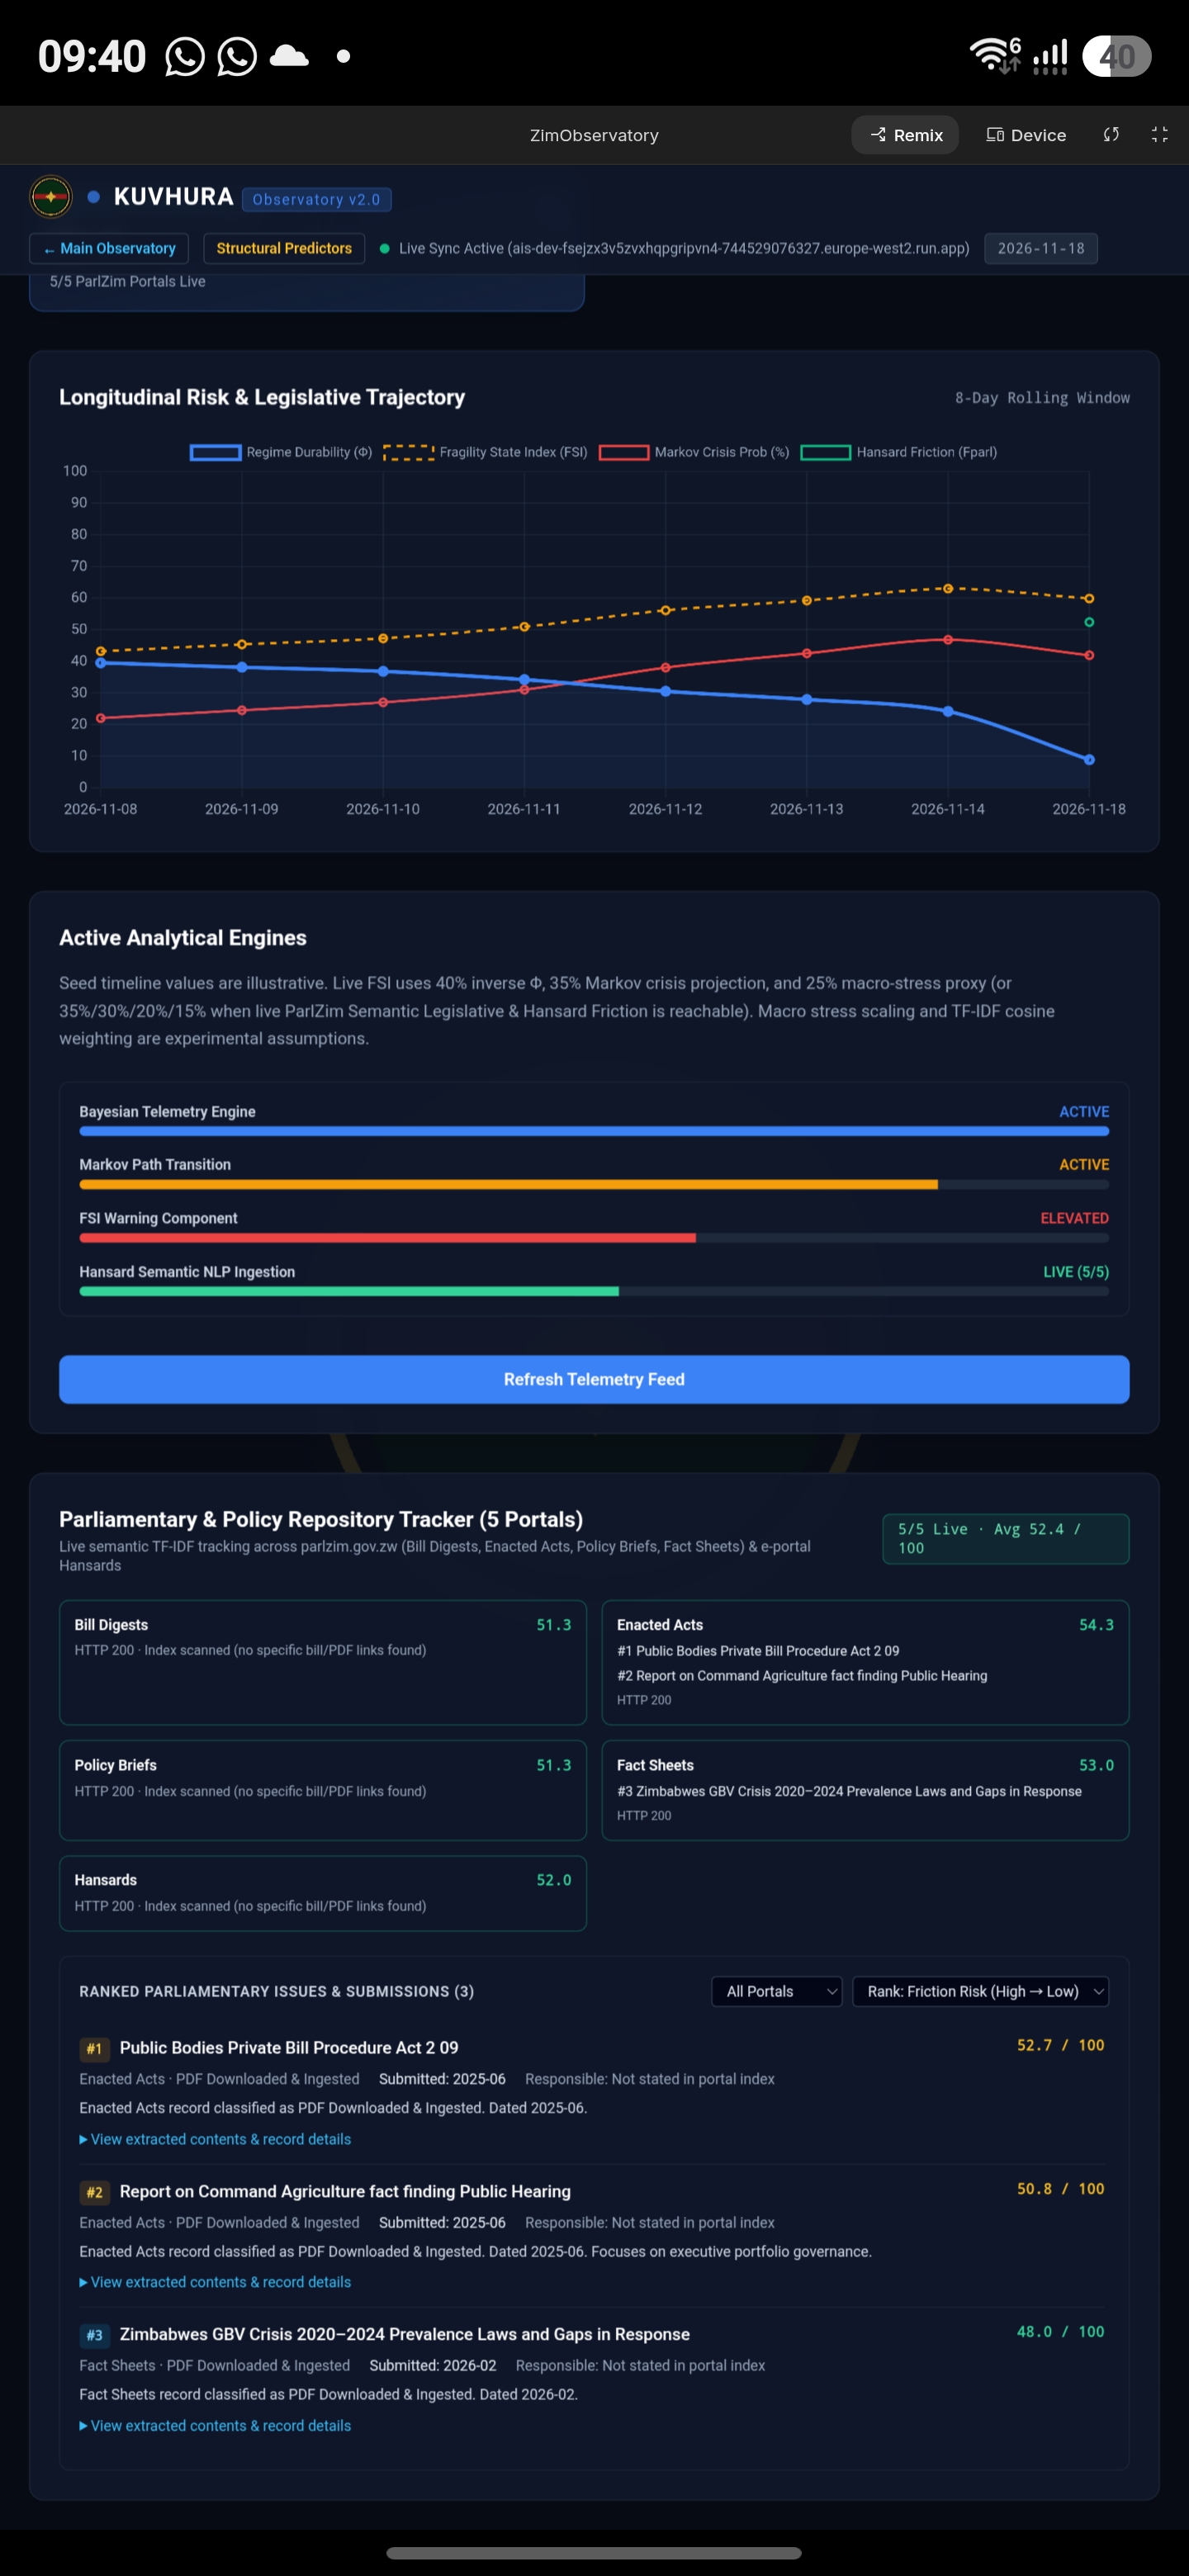 09:40
6
40
ZimObservatory
Remix
Device
KUVHURA
Observatory v2.0
← Main Observatory
Structural Predictors
Live Sync Active (ais-dev-fsejzx3v5zvxhqpgripvn4-744529076327.europe-west2.run.app)
2026-11-18
5/5 ParlZim Portals Live
Longitudinal Risk & Legislative Trajectory
8-Day Rolling Window
Regime Durability (Φ)
Fragility State Index (FSI)
Markov Crisis Prob (%)
Hansard Friction (Fparl)
100
90
80
70
60
50
40
30
20
10
0
2026-11-08
2026-11-09
2026-11-10
2026-11-11
2026-11-12
2026-11-13
2026-11-14
2026-11-18
Active Analytical Engines
Seed timeline values are illustrative. Live FSI uses 40% inverse Φ, 35% Markov crisis projection, and 25% macro-stress proxy (or
35%/30%/20%/15% when live ParlZim Semantic Legislative & Hansard Friction is reachable). Macro stress scaling and TF-IDF cosine
weighting are experimental assumptions.
Bayesian Telemetry Engine
ACTIVE
Markov Path Transition
ACTIVE
FSI Warning Component
ELEVATED
Hansard Semantic NLP Ingestion
LIVE (5/5)
Refresh Telemetry Feed
Parliamentary & Policy Repository Tracker (5 Portals)
Live semantic TF-IDF tracking across parlzim.gov.zw (Bill Digests, Enacted Acts, Policy Briefs, Fact Sheets) & e-portal
Hansards
5/5 Live · Avg 52.4 /
100
Bill Digests
51.3
HTTP 200 · Index scanned (no specific bill/PDF links found)
Enacted Acts
54.3
#1 Public Bodies Private Bill Procedure Act 2 09
#2 Report on Command Agriculture fact finding Public Hearing
HTTP 200
Policy Briefs
51.3
HTTP 200 · Index scanned (no specific bill/PDF links found)
Fact Sheets
53.0
#3 Zimbabwes GBV Crisis 2020–2024 Prevalence Laws and Gaps in Response
HTTP 200
Hansards
52.0
HTTP 200 · Index scanned (no specific bill/PDF links found)
RANKED PARLIAMENTARY ISSUES & SUBMISSIONS (3)
All Portals
Rank: Friction Risk (High → Low)
#1 Public Bodies Private Bill Procedure Act 2 09
52.7 / 100
Enacted Acts · PDF Downloaded & Ingested Submitted: 2025-06 Responsible: Not stated in portal index
Enacted Acts record classified as PDF Downloaded & Ingested. Dated 2025-06.
▶ View extracted contents & record details
#2 Report on Command Agriculture fact finding Public Hearing
50.8 / 100
Enacted Acts · PDF Downloaded & Ingested Submitted: 2025-06 Responsible: Not stated in portal index
Enacted Acts record classified as PDF Downloaded & Ingested. Dated 2025-06. Focuses on executive portfolio governance.
▶ View extracted contents & record details
#3 Zimbabwes GBV Crisis 2020–2024 Prevalence Laws and Gaps in Response
48.0 / 100
Fact Sheets · PDF Downloaded & Ingested Submitted: 2026-02 Responsible: Not stated in portal index
Fact Sheets record classified as PDF Downloaded & Ingested. Dated 2026-02.
▶ View extracted contents & record details